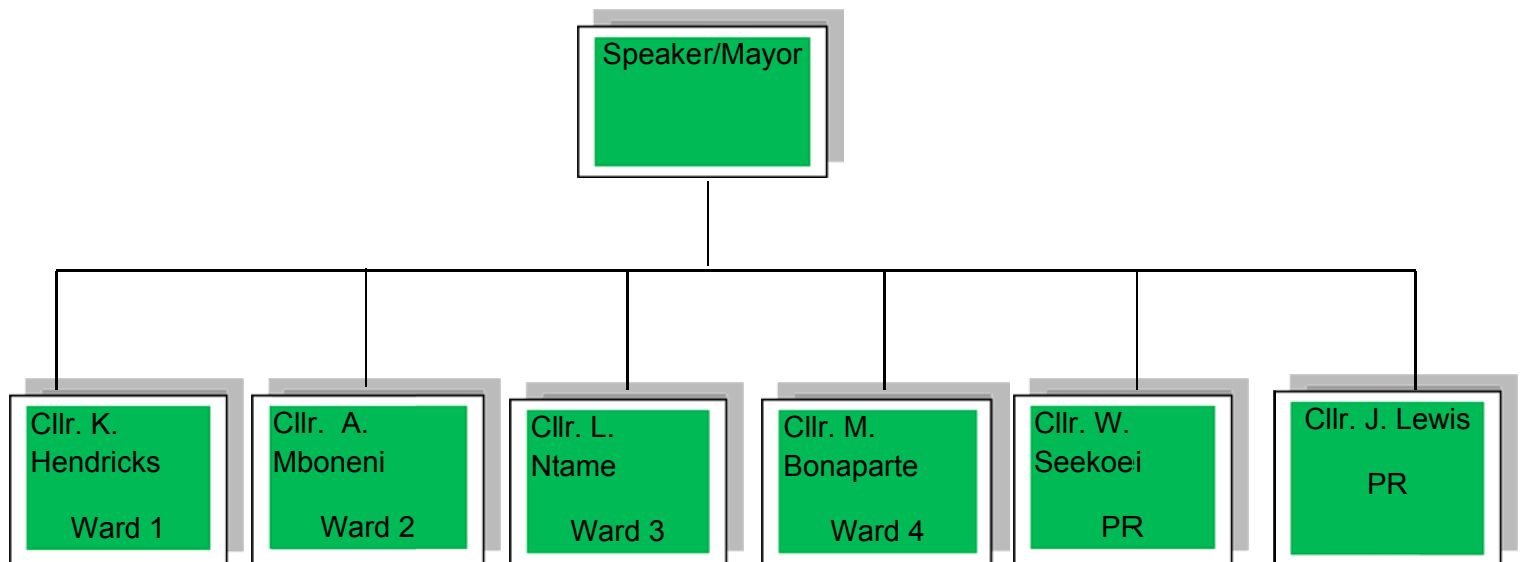 Speaker/Mayor
Cllr. K.
Hendricks
Ward 1
Cllr. A.
Mboneni
Ward 2
Cllr. L.
Ntame
Ward 3
Cllr. M.
Bonaparte
Ward 4
Cllr. W.
Seekoei
PR
Cllr. J. Lewis
PR